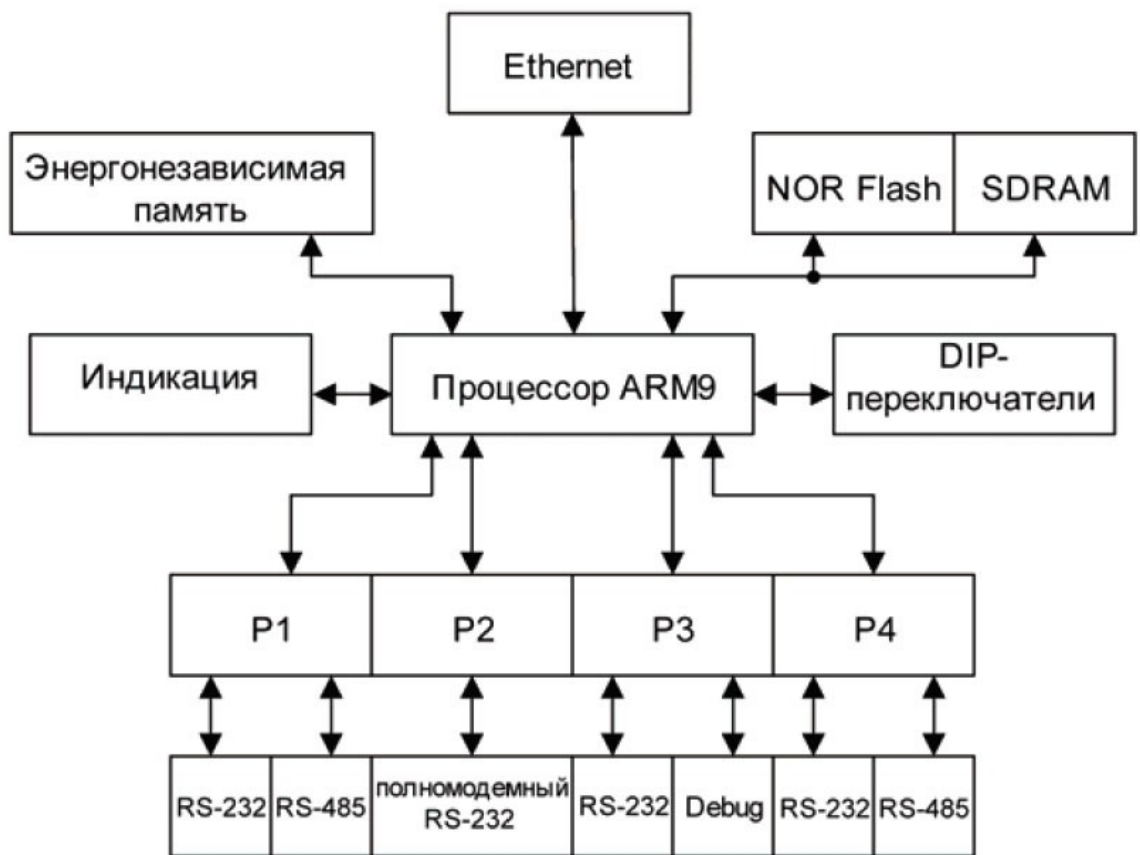 Ethernet
Энергонезависимая
память
NOR Flash
SDRAM
Индикация
Процессор ARM9
DIP-
переключатели
P1
P2
P3
P4
RS-232
RS-485
полномодемный
RS-232
RS-232
Debug
RS-232
RS-485